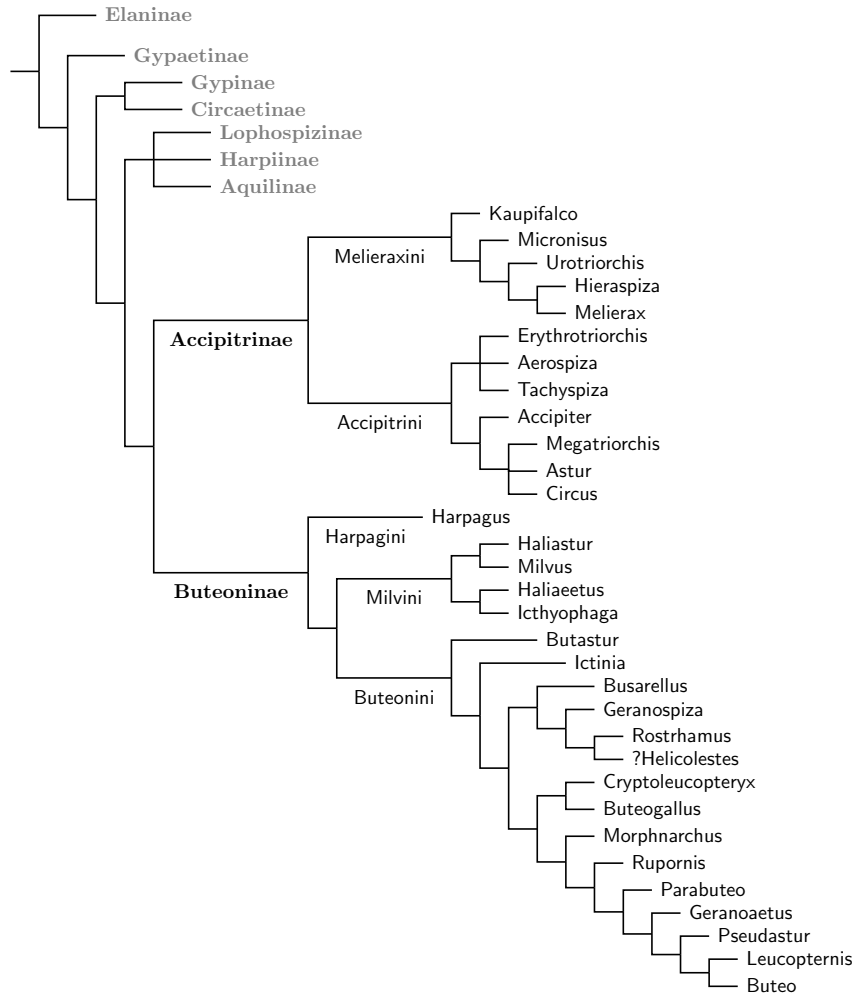 Elaninae
Gypaetinae
Gypinae
Circaetinae
Lophospizinae
Harpiinae
Aquilinae
Kaupifalco
Micronisus
Melieraxini
Urotriorchis
Hieraspiza
Melierax
Erythrotriorchis
Accipitrinae
Aerospiza
Tachyspiza
Accipiter
Accipitrini
Megatriorchis
Astur
Circus
Harpagus
Harpagini
Haliastur
Milvus
Buteoninae
Haliaeetus
Milvini
Icthyophaga
Butastur
Ictinia
Busarellus
Buteonini
Geranospiza
Rostrhamus
?Helicolestes
Cryptoleucopteryx
Buteogallus
Morphnarchus
Rupornis
Parabuteo
Geranoaetus
Pseudastur
Leucopternis
Buteo